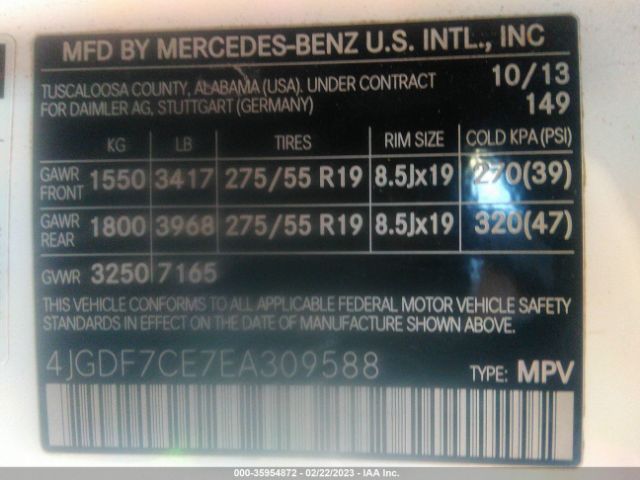 MFD BY MERCEDES-BENZ U.S. INTL., INC
TUSCALOOSA COUNTY, ALABAMA (USA). UNDER CONTRACT 10/13
FOR DAIMLER AG, STUTTGART (GERMANY) 149
KG LB TIRES RIM SIZE COLD KPA (PSI)
GAWR FRONT 1550 3417 275/55 R19 8.5Jx19 270(39)
GAWR REAR 1800 3968 275/55 R19 8.5Jx19 320(47)
GVWR 3250 7165
THIS VEHICLE CONFORMS TO ALL APPLICABLE FEDERAL MOTOR VEHICLE SAFETY
STANDARDS IN EFFECT ON THE DATE OF MANUFACTURE SHOWN ABOVE.
4JGDF7CE7EA309588 TYPE: MPV
000-35954872 - 02/22/2023 - IAA Inc.